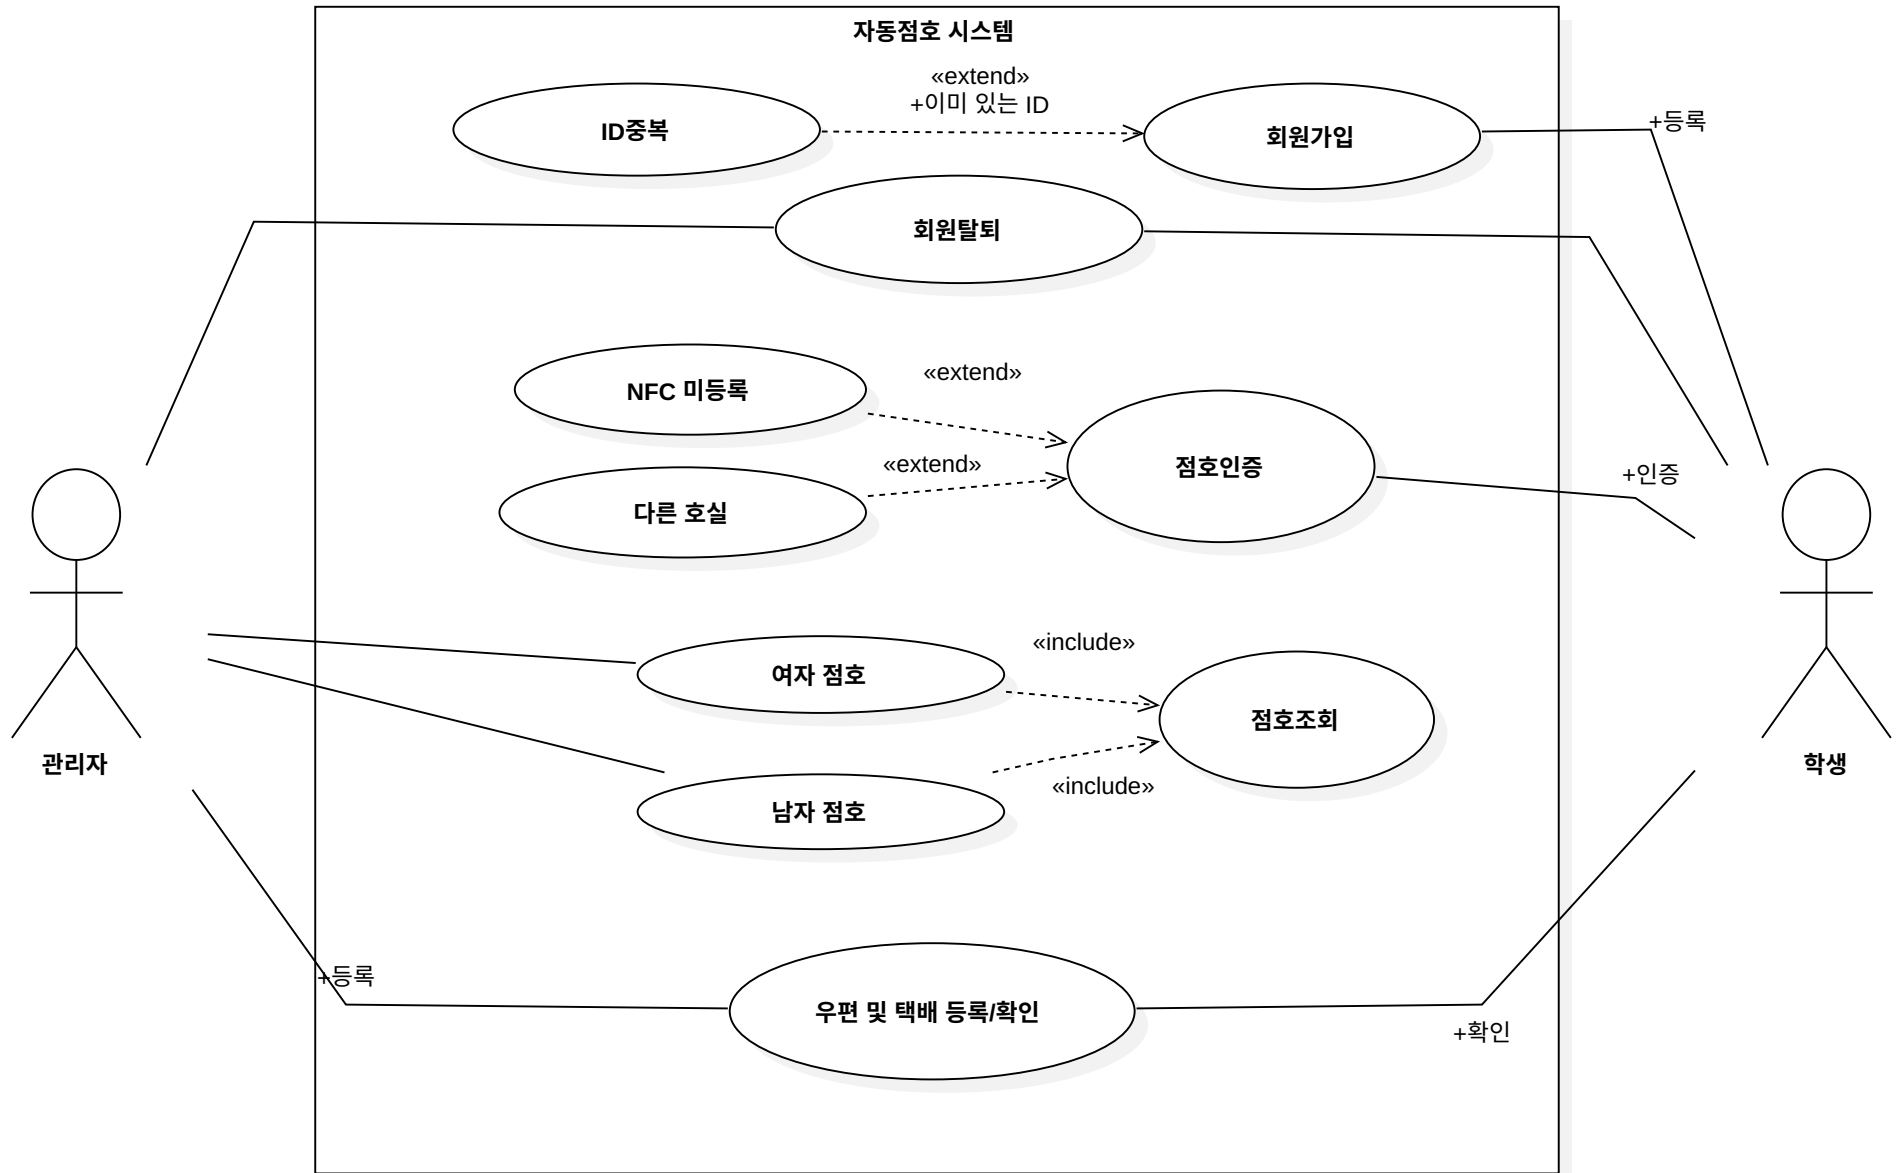 자동점호 시스템
«extend»
+이미 있는 ID
ID중복
회원가입
+등록
회원탈퇴
NFC 미등록
«extend»
«extend»
점호인증
+인증
다른 호실
여자 점호
«include»
점호조회
남자 점호
«include»
관리자
학생
+등록
우편 및 택배 등록/확인
+확인